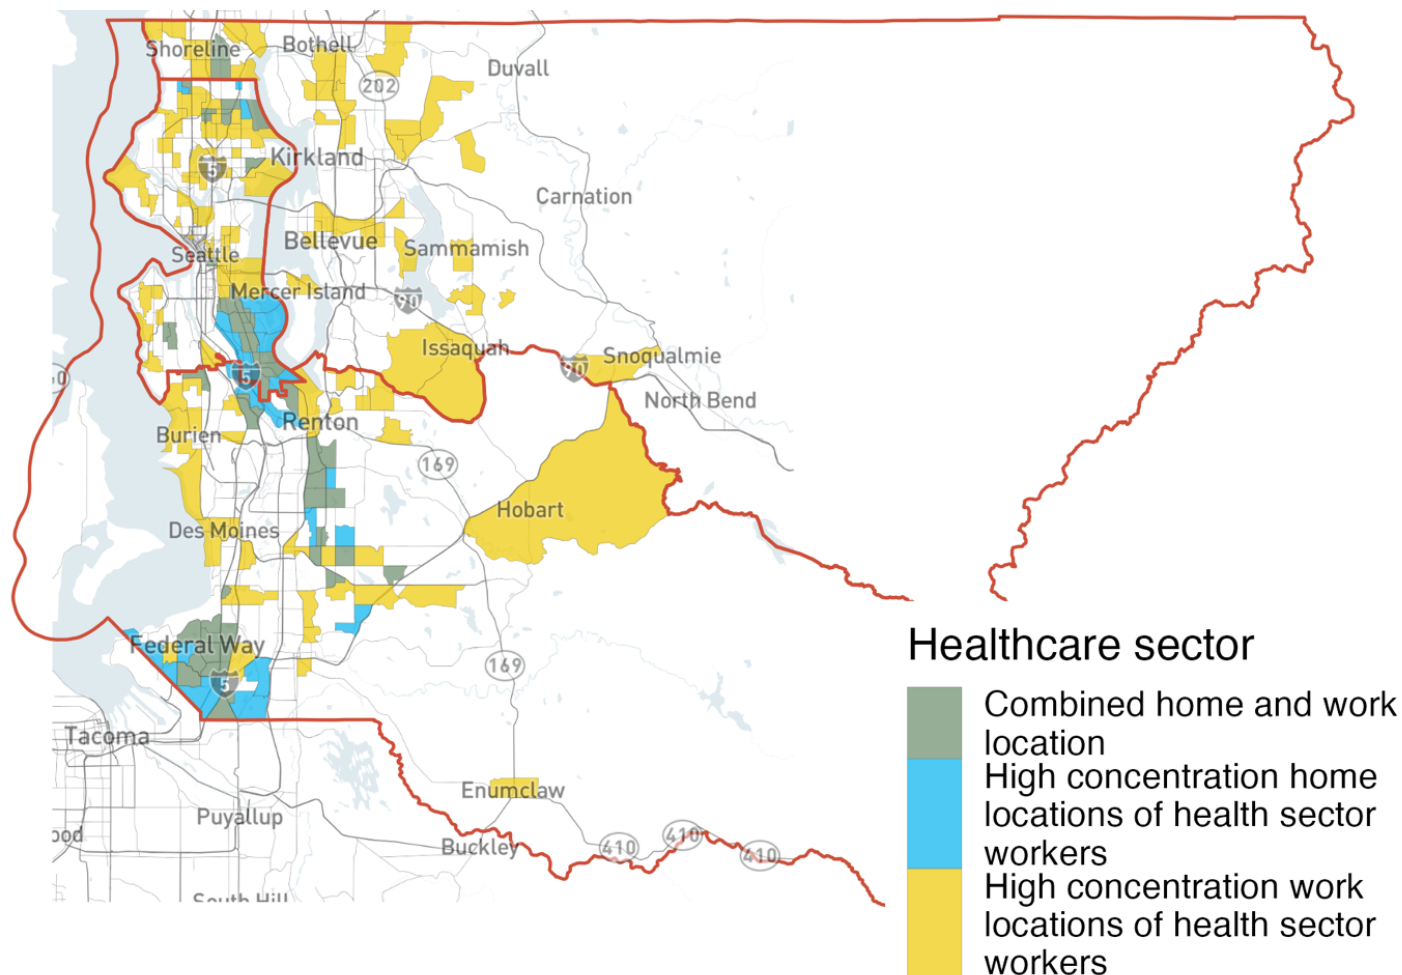 Shoreline
Bothell
Duvall
202
Kirkland
5
Carnation
Bellevue
Sammamish
Seattle
Mercer Island
90
Issaquah
90
Snoqualmie
5
North Bend
Renton
Burien
169
Hobart
Des Moines
Federal Way
169
5
Tacoma
Enumclaw
Puyallup
410
410
410
Buckley
South Hill
Healthcare sector
Combined home and work
location
High concentration home
locations of health sector
workers
High concentration work
locations of health sector
workers